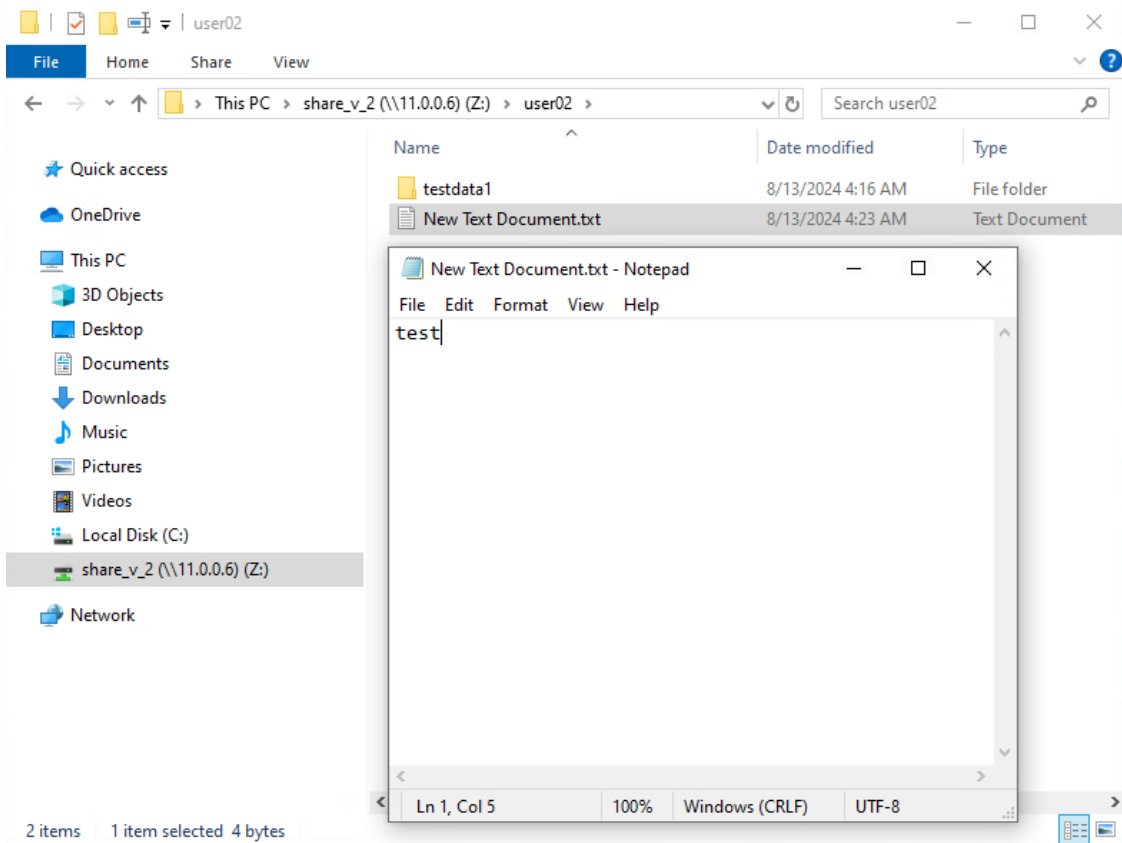 user02
File Home Share View
This PC > share_v_2 (\\11.0.0.6) (Z:) > user02 >
Search user02
Quick access
OneDrive
This PC
3D Objects
Desktop
Documents
Downloads
Music
Pictures
Videos
Local Disk (C:)
share_v_2 (\\11.0.0.6) (Z:)
Network
Name Date modified Type
testdata1 8/13/2024 4:16 AM File folder
New Text Document.txt 8/13/2024 4:23 AM Text Document
New Text Document.txt - Notepad
File Edit Format View Help
test
Ln 1, Col 5 100% Windows (CRLF) UTF-8
2 items 1 item selected 4 bytes